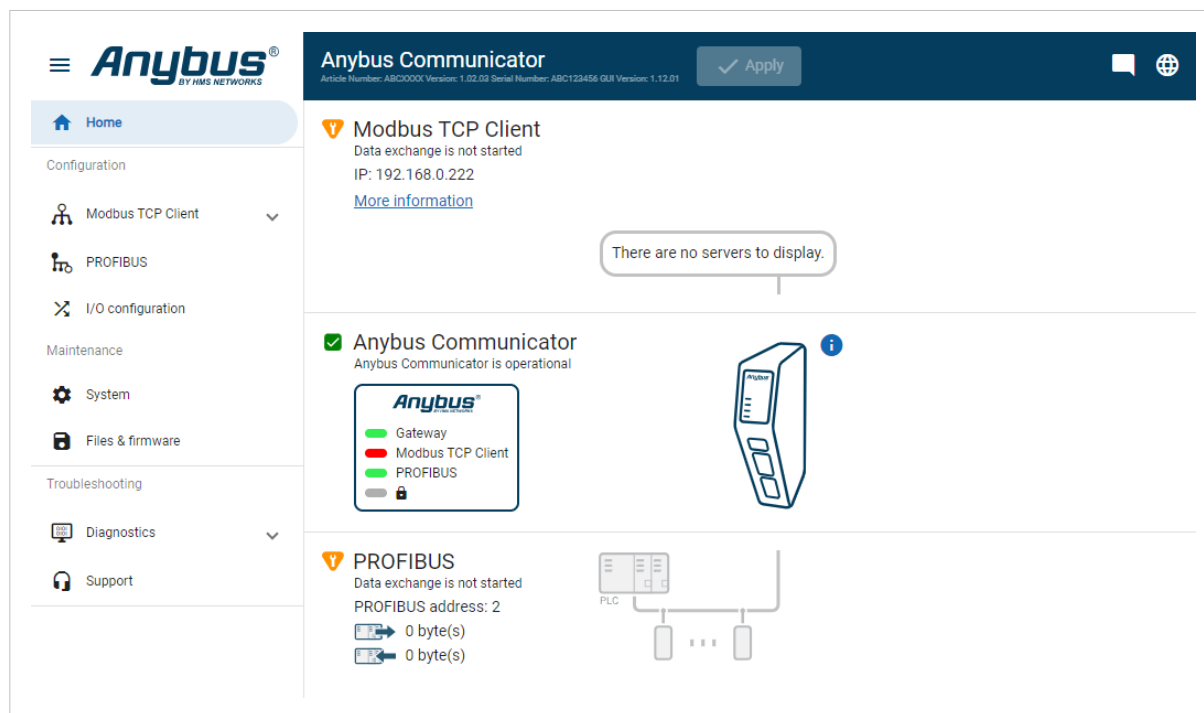 Anybus®
BY HMS NETWORKS
Home
Configuration
Modbus TCP Client
PROFIBUS
I/O configuration
Maintenance
System
Files & firmware
Troubleshooting
Diagnostics
Support
Anybus Communicator
Article Number: ABCXXXX Version: 1.02.03 Serial Number: ABC123456 GUI Version: 1.12.01
Apply
Modbus TCP Client
Data exchange is not started
IP: 192.168.0.222
More information
There are no servers to display.
Anybus Communicator
Anybus Communicator is operational
Anybus®
BY HMS NETWORKS
Gateway
Modbus TCP Client
PROFIBUS
Anybus
i
PROFIBUS
Data exchange is not started
PROFIBUS address: 2
0 byte(s)
0 byte(s)
PLC